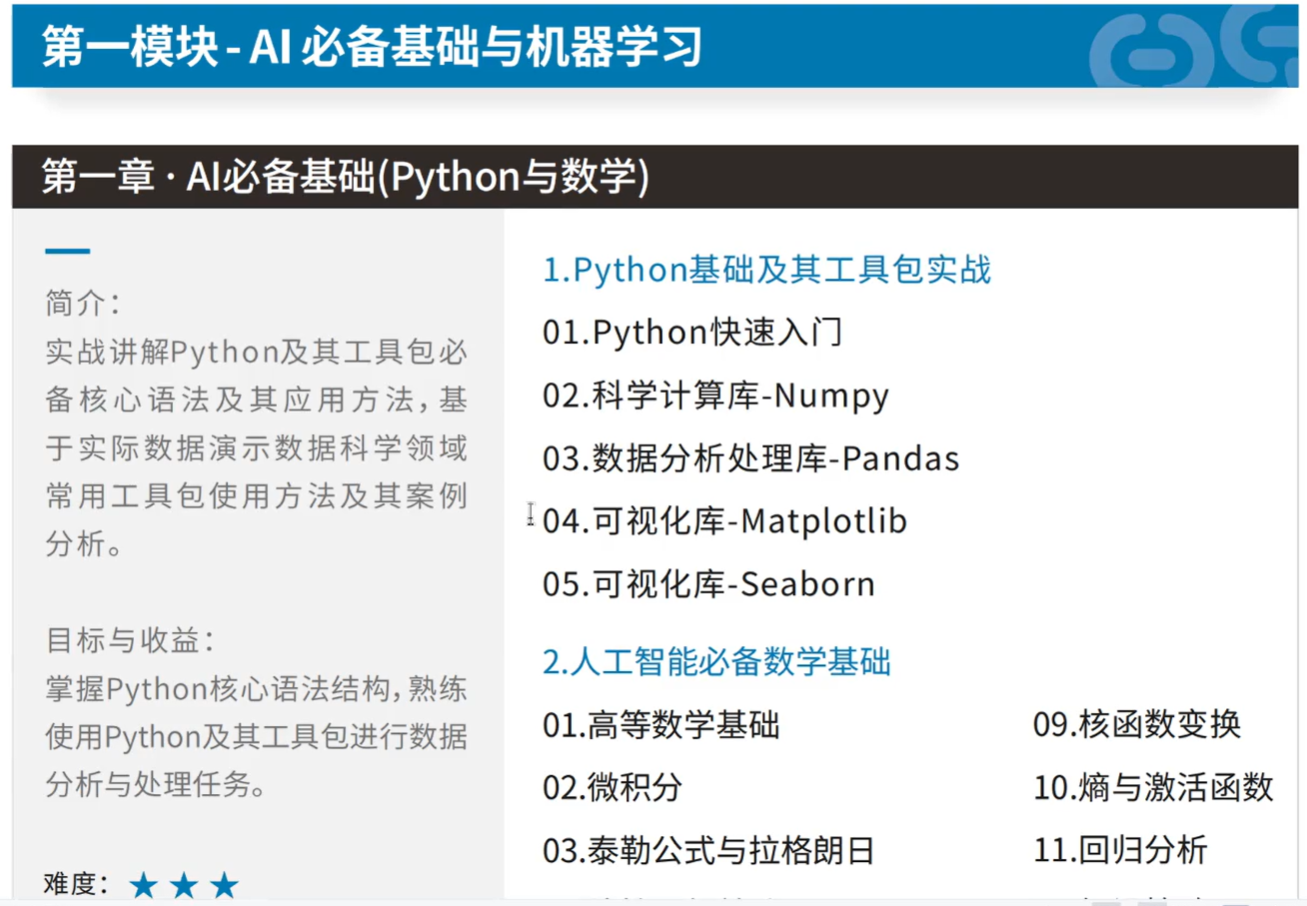 第一模块-AI 必备基础与机器学习
第一章·AI必备基础(Python与数学)
简介：
实战讲解Python及其工具包必
备核心语法及其应用方法，基
于实际数据演示数据科学领域
常用工具包使用方法及其案例
分析。
目标与收益：
掌握Python核心语法结构，熟练
使用Python及其工具包进行数据
分析与处理任务。
难度：★★★
1.Python基础及其工具包实战
01.Python快速入门
02.科学计算库-Numpy
03.数据分析处理库-Pandas
04.可视化库-Matplotlib
05.可视化库-Seaborn
2.人工智能必备数学基础
01.高等数学基础
02.微积分
03.泰勒公式与拉格朗日
09.核函数变换
10.熵与激活函数
11.回归分析